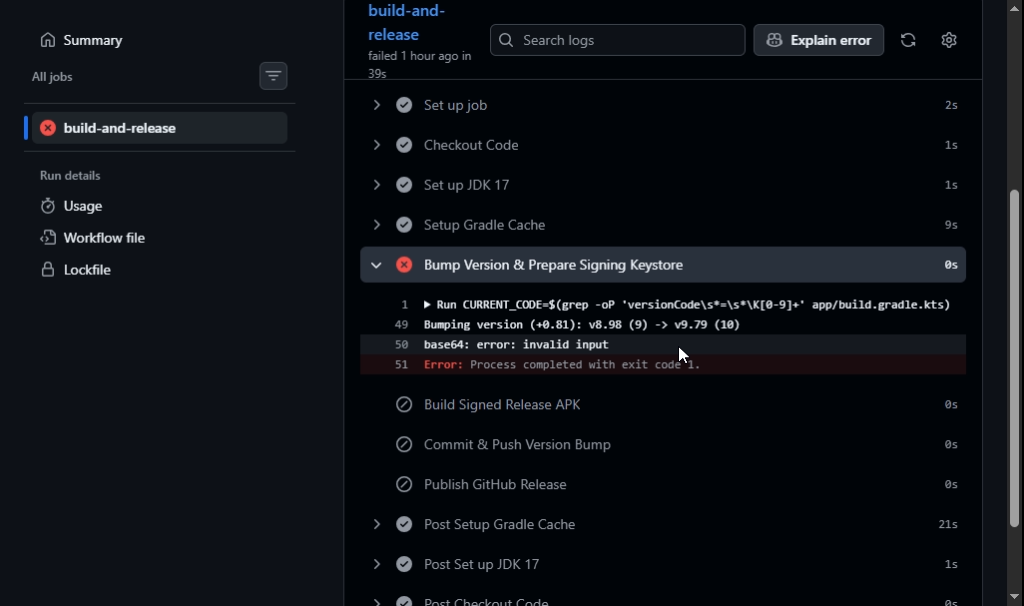 Summary
All jobs
build-and-release
Run details
Usage
Workflow file
Lockfile
build-and-
release
failed 1 hour ago in
39s
Search logs
Explain error
Set up job 2s
Checkout Code 1s
Set up JDK 17 1s
Setup Gradle Cache 9s
Bump Version & Prepare Signing Keystore 0s
1 Run CURRENT_CODE=$(grep -oP 'versionCode\s*=\s*\K[0-9]+' app/build.gradle.kts)
49 Bumping version (+0.81): v8.98 (9) -> v9.79 (10)
50 base64: error: invalid input
51 Error: Process completed with exit code 1.
Build Signed Release APK 0s
Commit & Push Version Bump 0s
Publish GitHub Release 0s
Post Setup Gradle Cache 21s
Post Set up JDK 17 1s
Post Checkout Code 0s